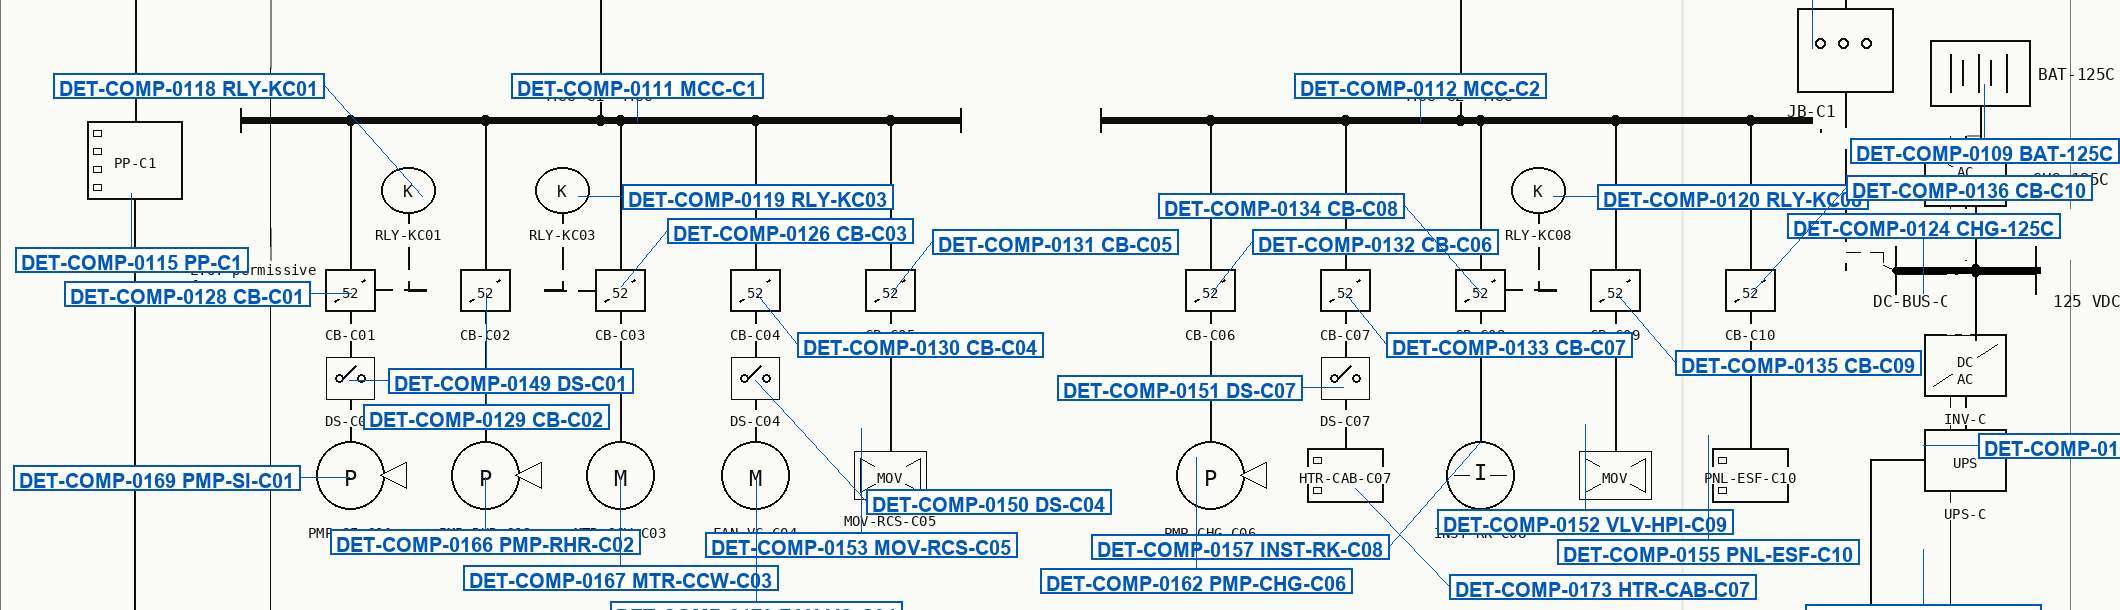 BAT-125C
DET-COMP-0118 RLY-KC01
DET-COMP-0111 MCC-C1
DET-COMP-0112 MCC-C2
JB-C1
PP-C1
DET-COMP-0109 BAT-125C
AC
K
K
K
DET-COMP-0119 RLY-KC03
DET-COMP-0134 CB-C08
DET-COMP-0120 RLY-KC08
DET-COMP-0136 CB-C10
RLY-KC01
RLY-KC03
DET-COMP-0126 CB-C03
DET-COMP-0131 CB-C05
DET-COMP-0132 CB-C06
RLY-KC08
DET-COMP-0124 CHG-125C
DET-COMP-0115 PP-C1
permissive
DET-COMP-0128 CB-C01
52
52
52
52
52
52
52
52
52
52
DC-BUS-C
125 VDC
CB-C01
CB-C02
CB-C03
CB-C04
DET-COMP-0130 CB-C04
CB-C06
CB-C07
DET-COMP-0133 CB-C07
CB-C10
DET-COMP-0135 CB-C09
DC
AC
DET-COMP-0149 DS-C01
DET-COMP-0151 DS-C07
DET-COMP-0129 CB-C02
DS-C04
DS-C07
INV-C
DET-COMP-0169 PMP-SI-C01
P
P
M
M
MOV
P
HTR-CAB-C07
I
MOV
PNL-ESF-C10
UPS
DET-COMP-0150 DS-C04
MOV-RCS-C05
UPS-C
DET-COMP-0152 VLV-HPI-C09
DET-COMP-0166 PMP-RHR-C02
DET-COMP-0153 MOV-RCS-C05
DET-COMP-0157 INST-RK-C08
DET-COMP-0155 PNL-ESF-C10
DET-COMP-0167 MTR-CCW-C03
DET-COMP-0162 PMP-CHG-C06
DET-COMP-0173 HTR-CAB-C07